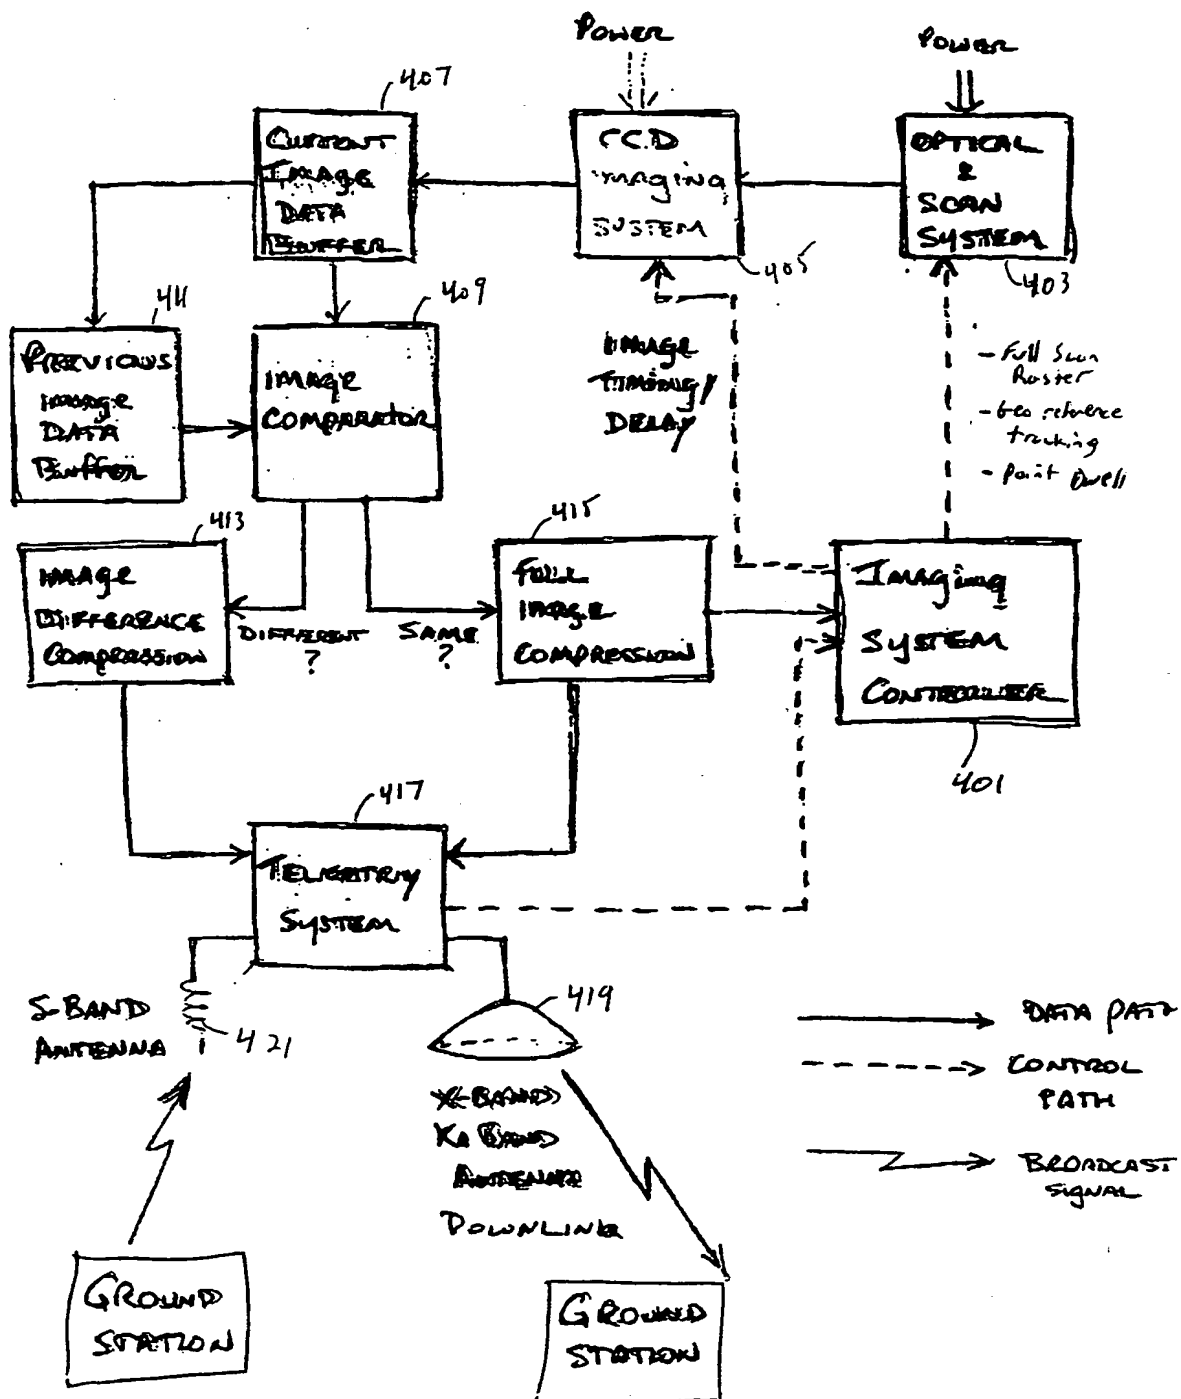 POWER
POWER
407
CURRENT
IMAGE
DATA
BUFFER
CCD
IMAGING
SYSTEM
405
OPTICAL
&
SCAN
SYSTEM
403
411
PREVIOUS
IMAGE
DATA
BUFFER
409
IMAGE
COMPARATOR
IMAGE
TIMING/
DELAY
- Full Scan
Raster
- Geo reference
tracking
- Point Dwell
413
IMAGE
DIFFERENCE
COMPRESSION
DIFFERENT
?
SAME
?
415
FULL
IMAGE
COMPRESSION
IMAGING
SYSTEM
CONTROLLER
401
417
TELEMETRY
SYSTEM
S-BAND
ANTENNA
421
419
X-BAND
Ka BAND
ANTENNA
DOWNLINK
DATA PATH
CONTROL
PATH
BROADCAST
SIGNAL
GROUND
STATION
GROUND
STATION